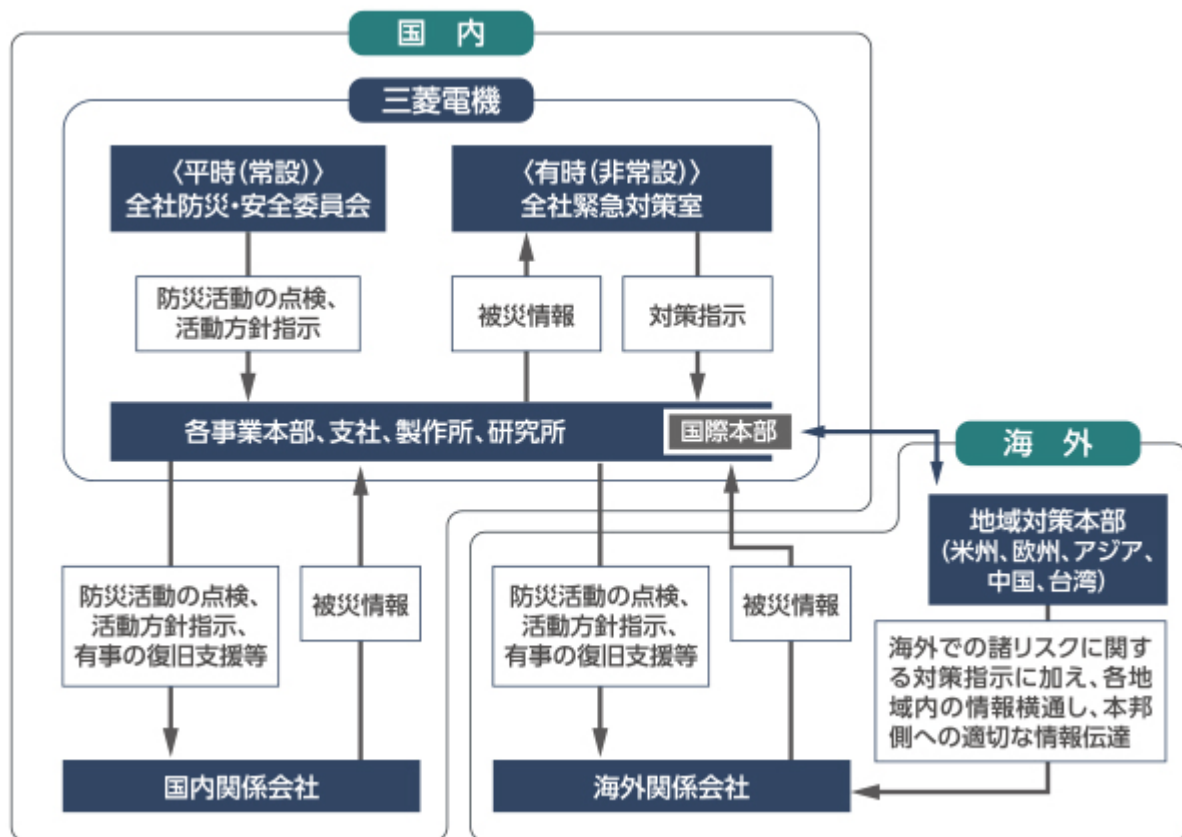 国内
三菱電機
〈平時(常設)〉
全社防災・安全委員会
〈有時(非常設)〉
全社緊急対策室
防災活動の点検、
活動方針指示
被災情報
対策指示
各事業本部、支社、製作所、研究所
国際本部
海外
地域対策本部
(米州、欧州、アジア、
中国、台湾)
防災活動の点検、
活動方針指示、
有事の復旧支援等
被災情報
防災活動の点検、
活動方針指示、
有事の復旧支援等
被災情報
海外での諸リスクに関す
る対策指示に加え、各地
域内の情報横通し、本邦
側への適切な情報伝達
国内関係会社
海外関係会社